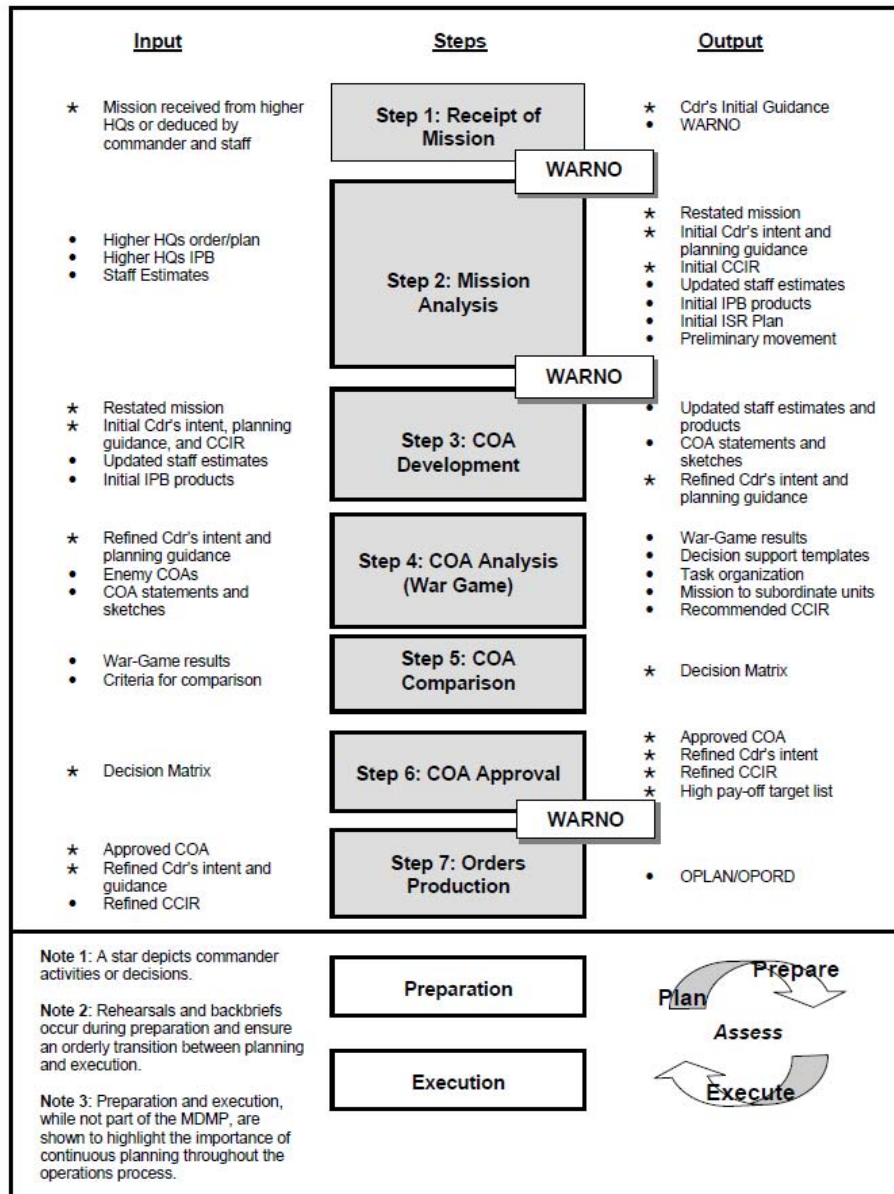 Input
Steps
Output
* Mission received from higher
HQs or deduced by
commander and staff
Step 1: Receipt of
Mission
* Cdr's Initial Guidance
• WARNO
WARNO
• Higher HQs order/plan
• Higher HQs IPB
• Staff Estimates
Step 2: Mission
Analysis
* Restated mission
* Initial Cdr's intent and
planning guidance
* Initial CCIR
• Updated staff estimates
• Initial IPB products
• Initial ISR Plan
• Preliminary movement
WARNO
* Restated mission
* Initial Cdr's intent, planning
guidance, and CCIR
• Updated staff estimates
• Initial IPB products
Step 3: COA
Development
• Updated staff estimates and
products
• COA statements and
sketches
* Refined Cdr's intent and
planning guidance
* Refined Cdr's intent and
planning guidance
• Enemy COAs
• COA statements and
sketches
Step 4: COA Analysis
(War Game)
• War-Game results
• Decision support templates
• Task organization
• Mission to subordinate units
• Recommended CCIR
• War-Game results
• Criteria for comparison
Step 5: COA
Comparison
* Decision Matrix
* Decision Matrix
Step 6: COA Approval
* Approved COA
* Refined Cdr's intent
* Refined CCIR
* High pay-off target list
WARNO
* Approved COA
* Refined Cdr's intent and
guidance
• Refined CCIR
Step 7: Orders
Production
• OPLAN/OPORD
Note 1: A star depicts commander
activities or decisions.
Note 2: Rehearsals and backbriefs
occur during preparation and ensure
an orderly transition between planning
and execution.
Note 3: Preparation and execution,
while not part of the MDMP, are
shown to highlight the importance of
continuous planning throughout the
operations process.
Preparation
Execution
Prepare
Plan
Assess
Execute